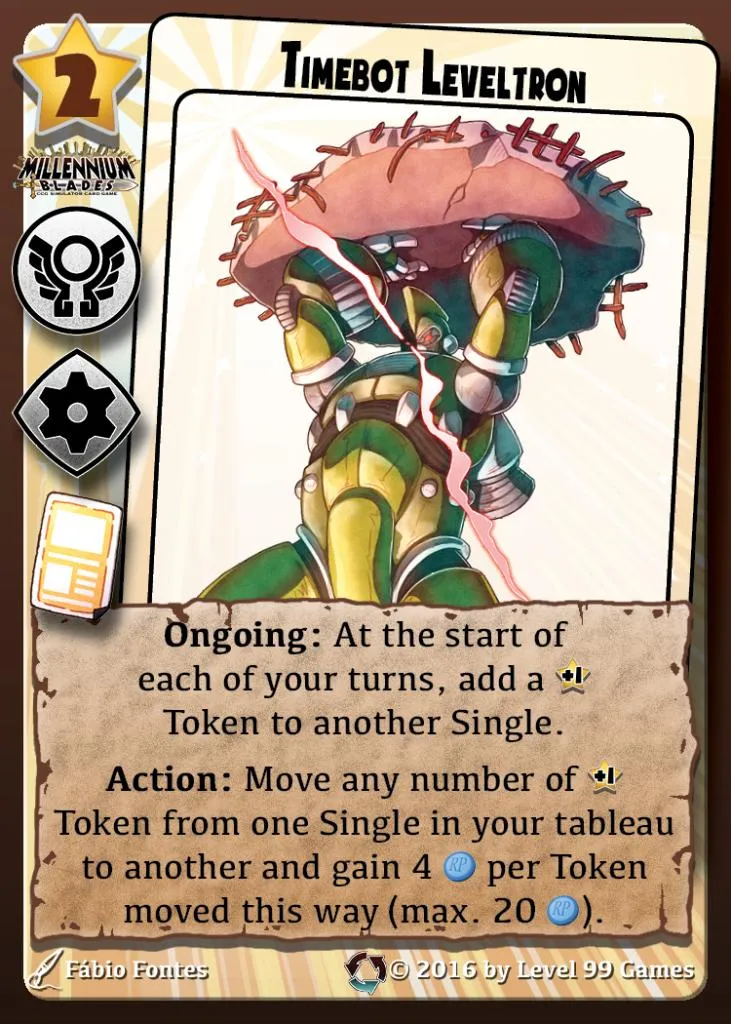 2
TIMEBOT LEVELTRON
MILLENNIUM
BLADES
CCG SIMULATOR CARD GAME
Ongoing: At the start of
each of your turns, add a +1
Token to another Single.
Action: Move any number of +1
Token from one Single in your tableau
to another and gain 4 RP per Token
moved this way (max. 20 RP).
Fábio Fontes
© 2016 by Level 99 Games